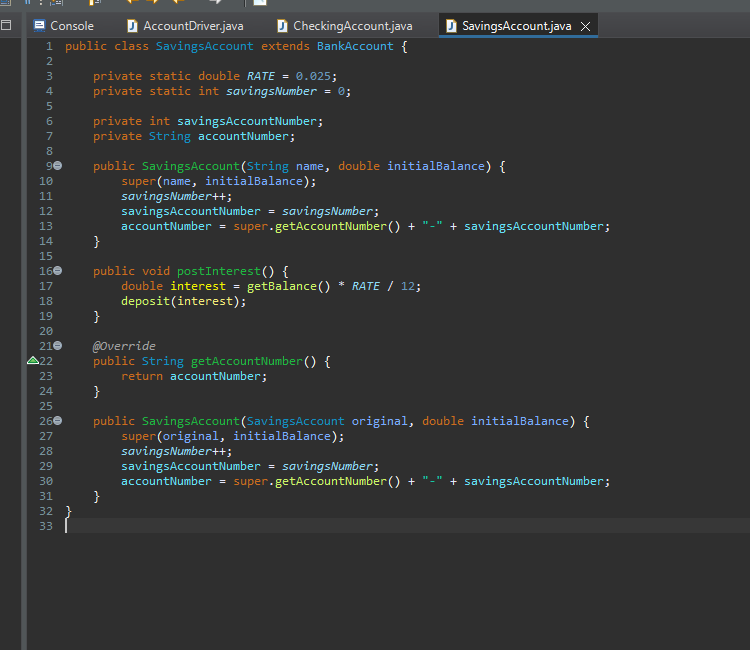 Console AccountDriver.java CheckingAccount.java SavingsAccount.java
1 public class SavingsAccount extends BankAccount {
2
3     private static double RATE = 0.025;
4     private static int savingsNumber = 0;
5
6     private int savingsAccountNumber;
7     private String accountNumber;
8
9     public SavingsAccount(String name, double initialBalance) {
10         super(name, initialBalance);
11         savingsNumber++;
12         savingsAccountNumber = savingsNumber;
13         accountNumber = super.getAccountNumber() + "-" + savingsAccountNumber;
14     }
15
16     public void postInterest() {
17         double interest = getBalance() * RATE / 12;
18         deposit(interest);
19     }
20
21     @Override
22     public String getAccountNumber() {
23         return accountNumber;
24     }
25
26     public SavingsAccount(SavingsAccount original, double initialBalance) {
27         super(original, initialBalance);
28         savingsNumber++;
29         savingsAccountNumber = savingsNumber;
30         accountNumber = super.getAccountNumber() + "-" + savingsAccountNumber;
31     }
32 }
33